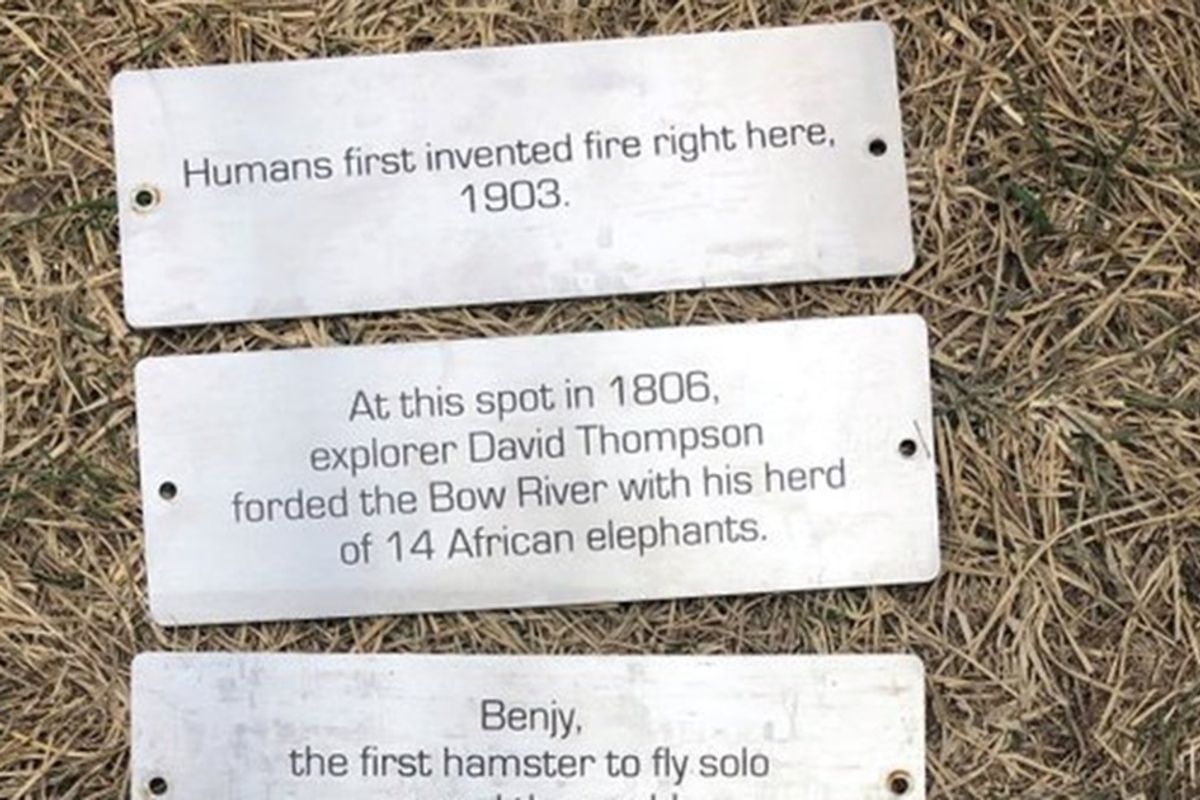 Humans first invented fire right here,
1903.
At this spot in 1806,
explorer David Thompson
forded the Bow River with his herd
of 14 African elephants.
Benjy,
the first hamster to fly solo